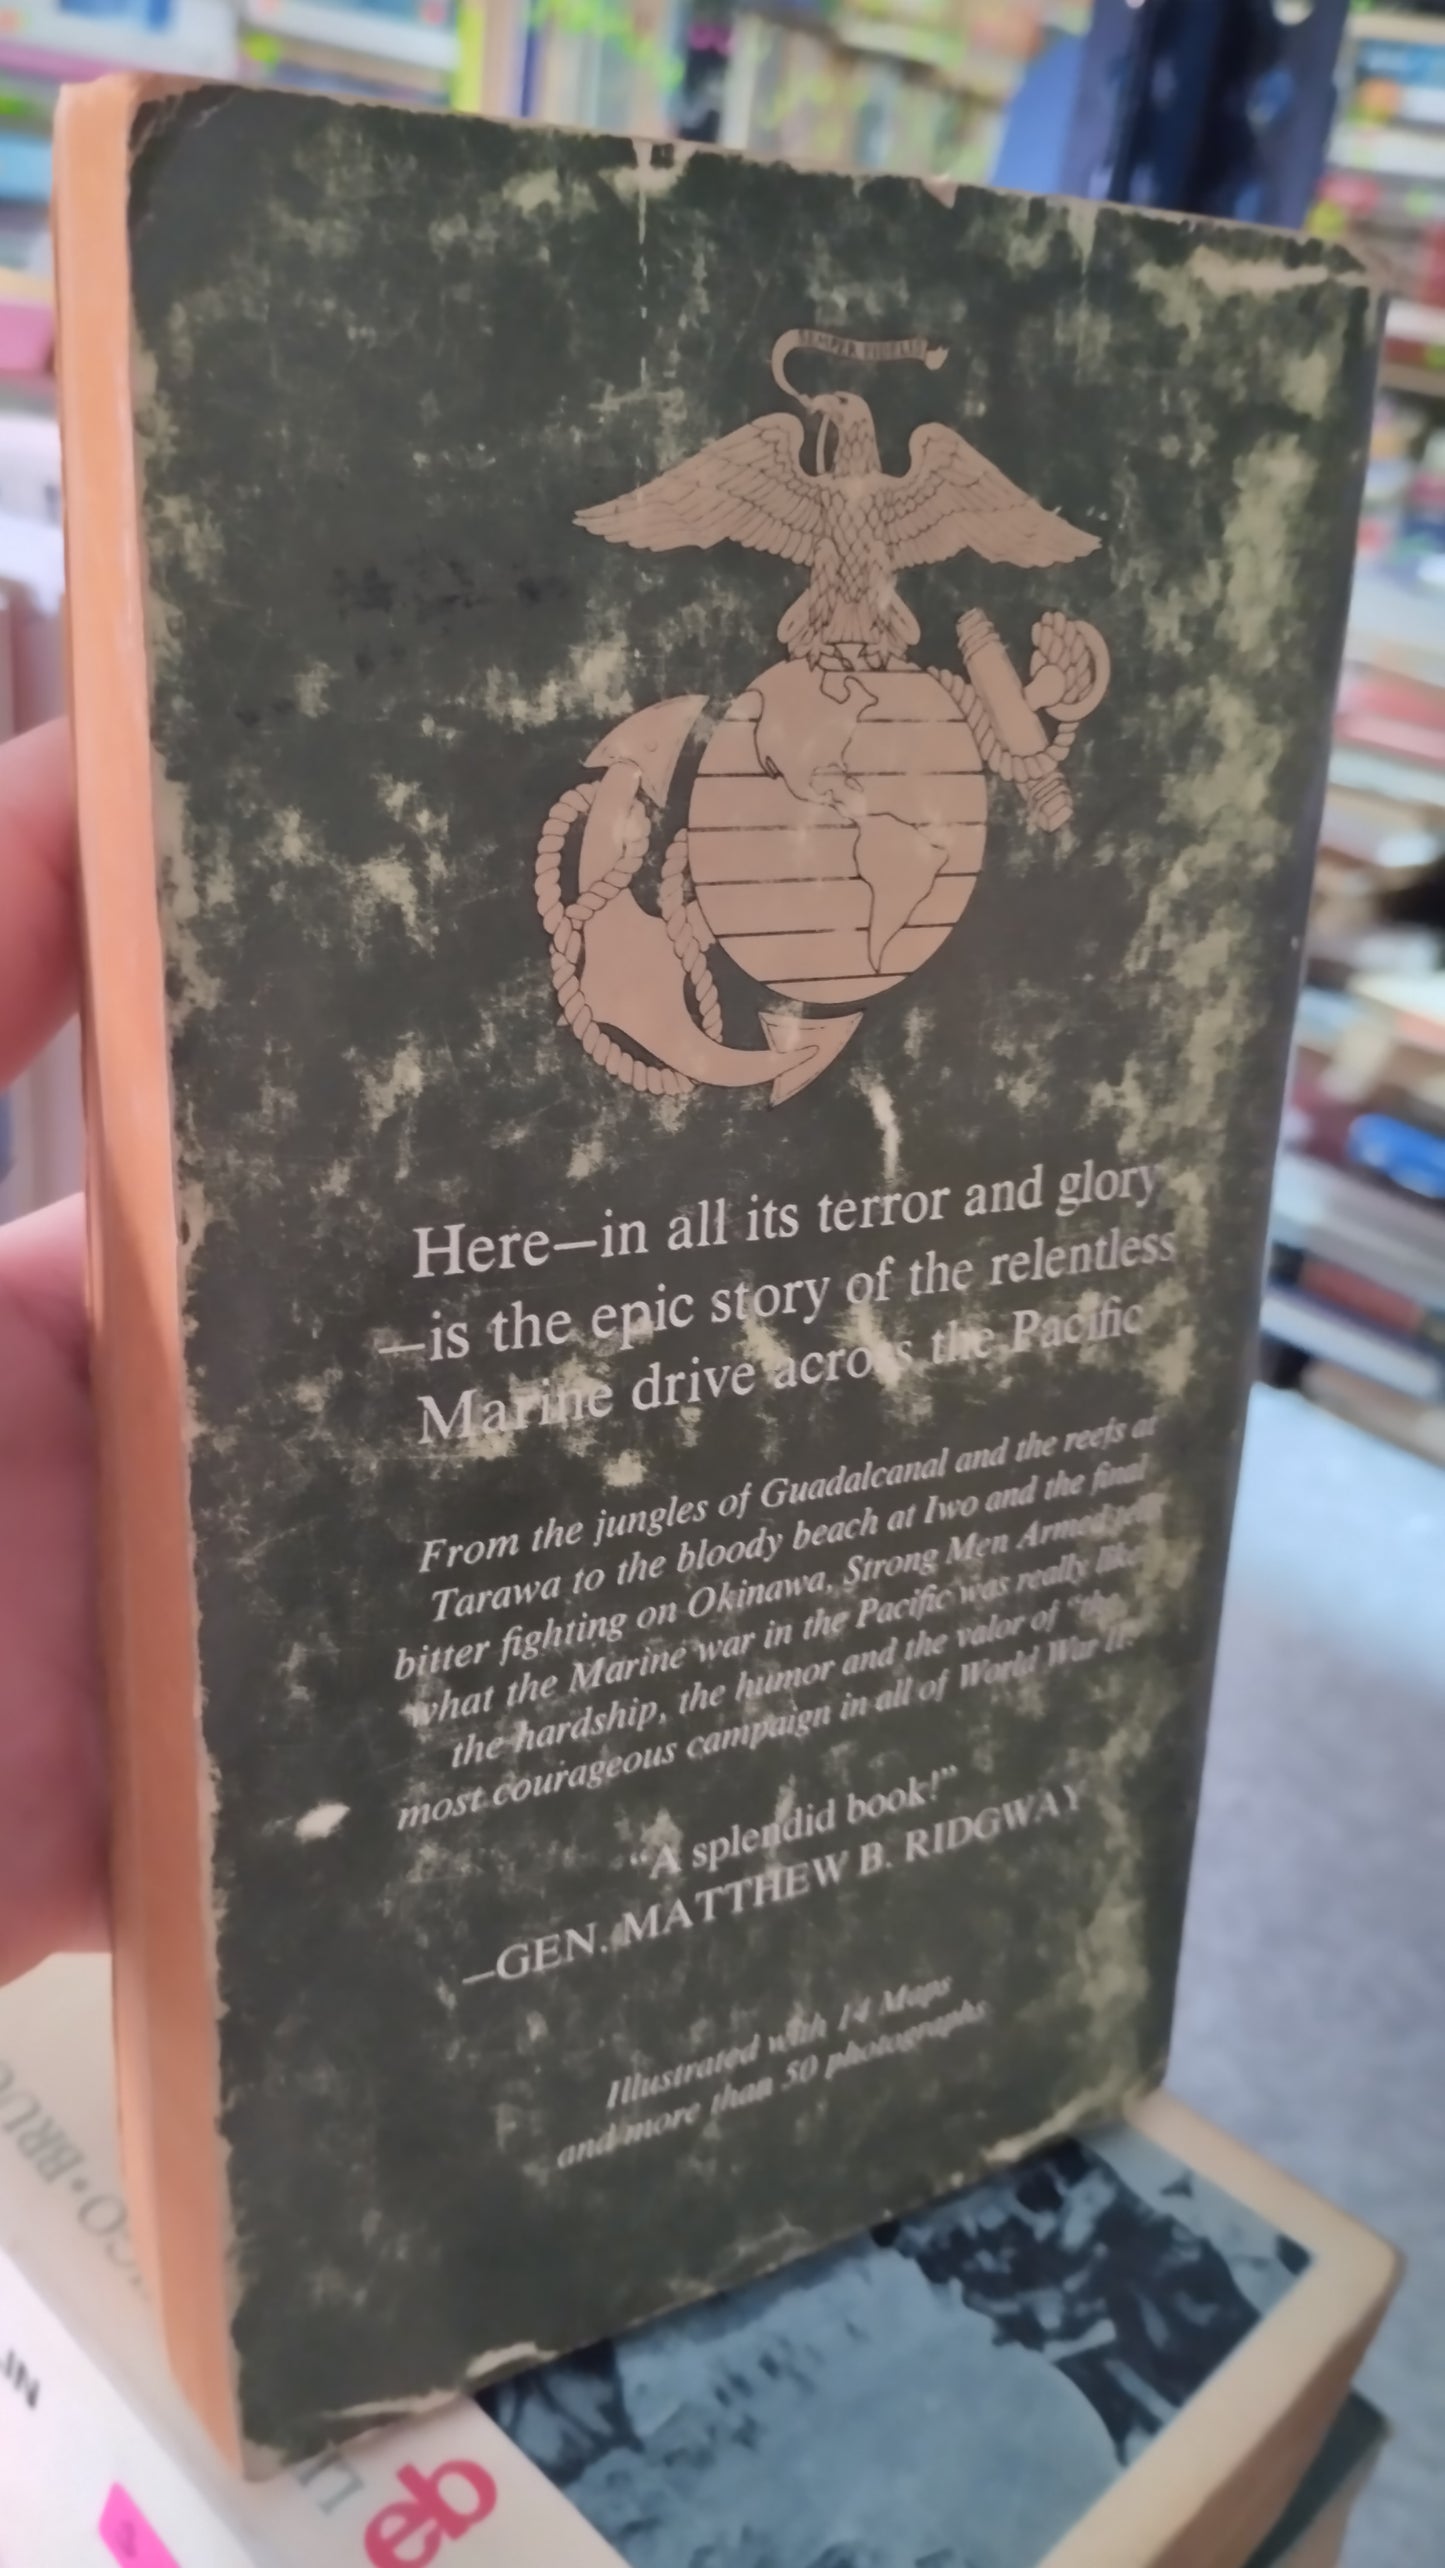 SEMPER FIDELIS
Here—in all its terror and glory
—is the epic story of the relentless
Marine drive across the Pacific
From the jungles of Guadalcanal and the reefs at
Tarawa to the bloody beach at Iwo and the final
bitter fighting on Okinawa, Strong Men Armed
what the Marine war in the Pacific was really like
the hardship, the humor and the valor of "the
most courageous campaign in all of World War II."
"A splendid book!"
—GEN. MATTHEW B. RIDGWAY
Illustrated with 14 Maps
and more than 50 photographs
eb